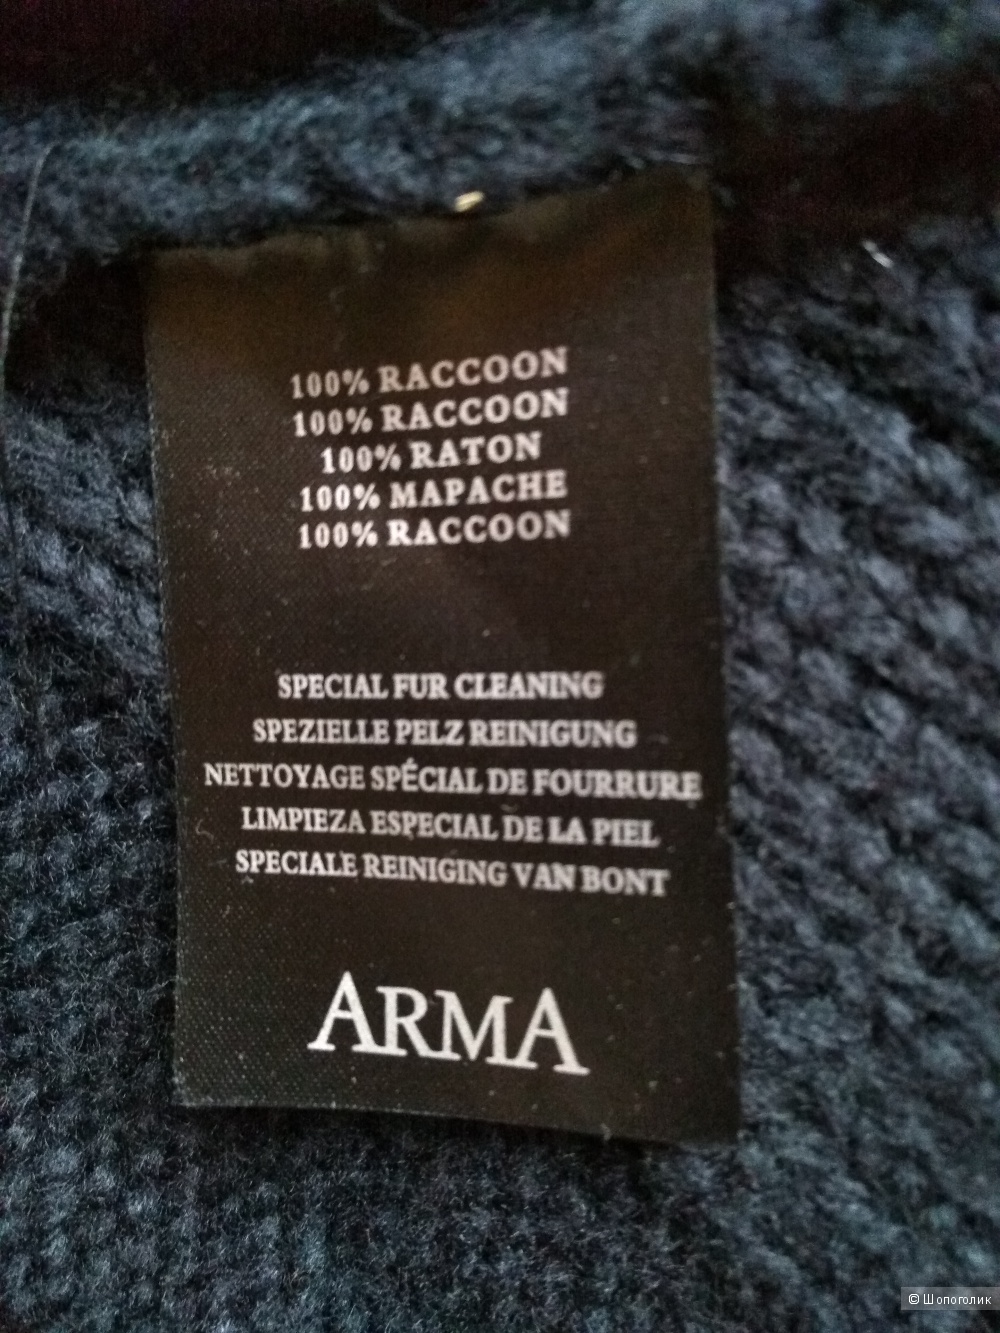 100% RACCOON
100% RACCOON
100% RATON
100% MAPACHE
100% RACCOON
SPECIAL FUR CLEANING
SPEZIELLE PELZ REINIGUNG
NETTOYAGE SPÉCIAL DE FOURRURE
LIMPIEZA ESPECIAL DE LA PIEL
SPECIALE REINIGING VAN BONT
ARMA
© Шопоголик